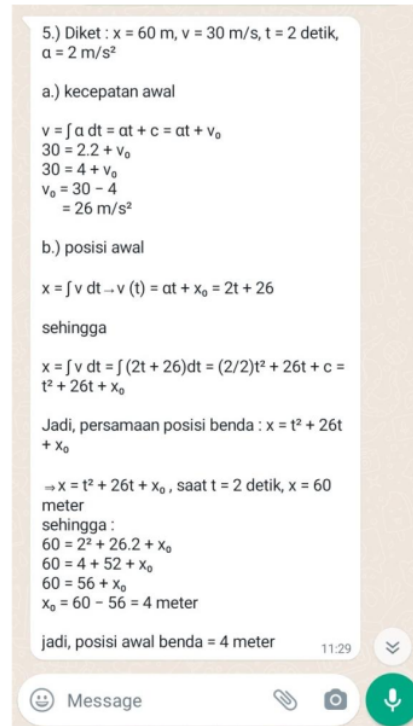 5.) Diket : x = 60 m, v = 30 m/s, t = 2 detik,
a = 2 m/s²
a.) kecepatan awal
v = ∫ a dt = at + c = at + v₀
30 = 2.2 + v₀
30 = 4 + v₀
v₀ = 30 − 4
= 26 m/s²
b.) posisi awal
x = ∫ v dt → v (t) = at + x₀ = 2t + 26
sehingga
x = ∫ v dt = ∫ (2t + 26)dt = (2/2)t² + 26t + c =
t² + 26t + x₀
Jadi, persamaan posisi benda : x = t² + 26t
+ x₀
⇒ x = t² + 26t + x₀ , saat t = 2 detik, x = 60
meter
sehingga :
60 = 2² + 26.2 + x₀
60 = 4 + 52 + x₀
60 = 56 + x₀
x₀ = 60 − 56 = 4 meter
jadi, posisi awal benda = 4 meter
11:29
Message